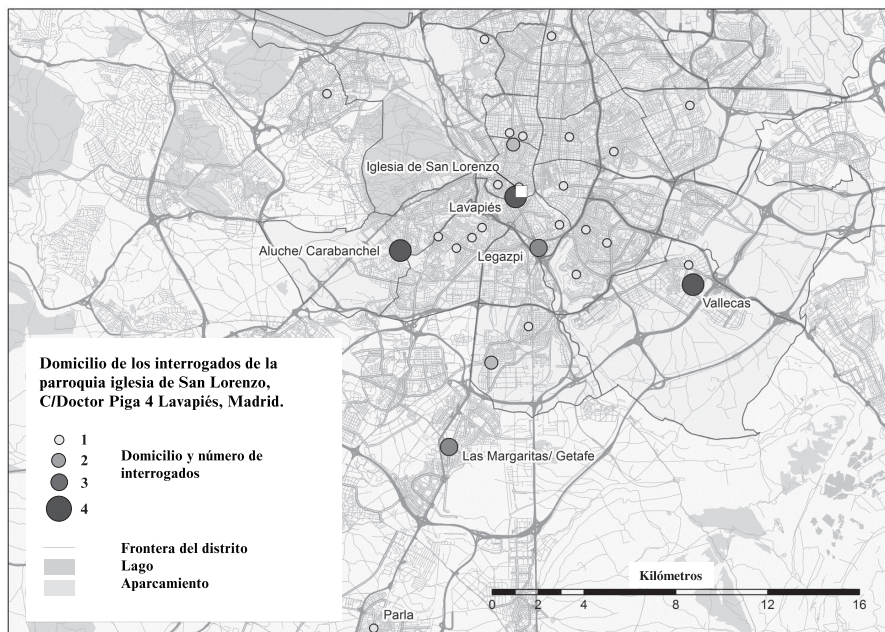 Iglesia de San Lorenzo
Lavapiés
Aluche/ Carabanchel
Legazpi
Vallecas
Domicilio de los interrogados de la
parroquia iglesia de San Lorenzo,
C/Doctor Piga 4 Lavapiés, Madrid.
1
2
3
4
Domicilio y número de
interrogados
Las Margaritas/ Getafe
Frontera del distrito
Lago
Aparcamiento
Kilómetros
0 2 4 8 12 16
Parla